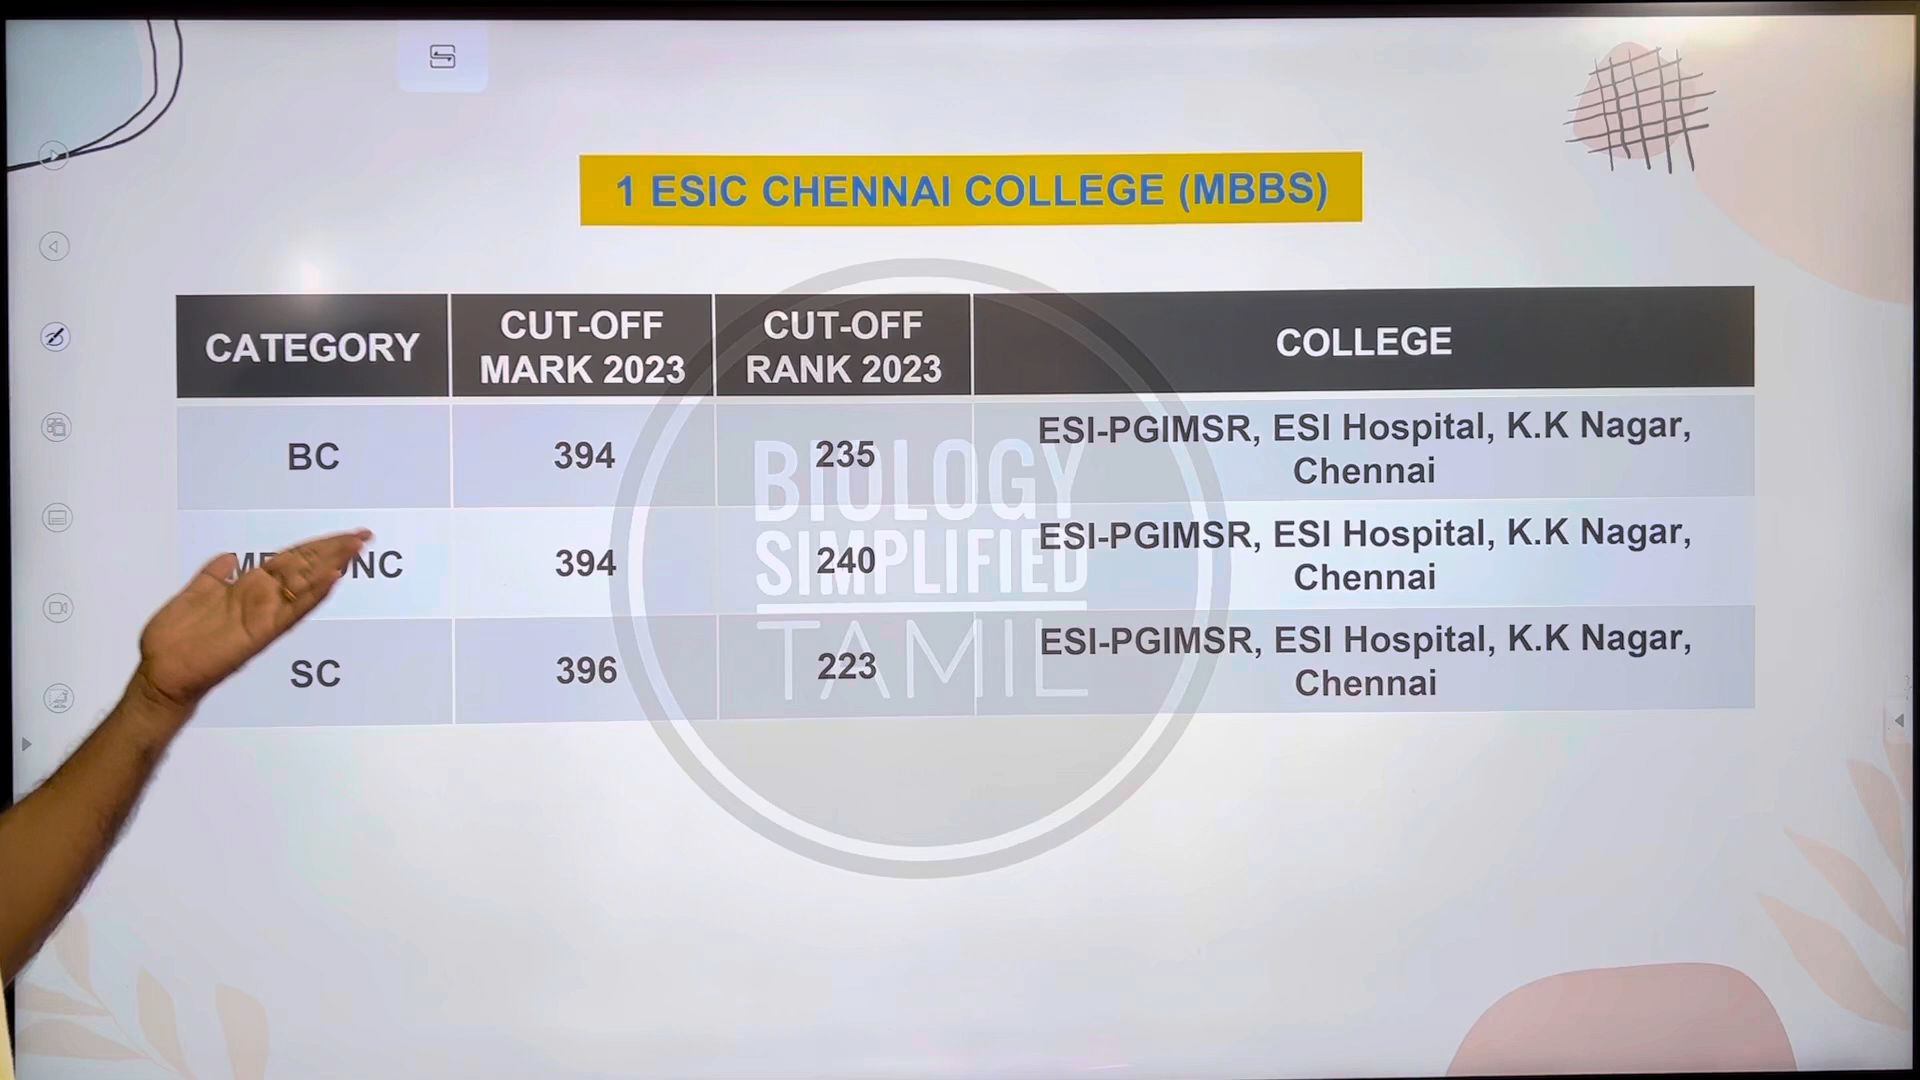 1 ESIC CHENNAI COLLEGE (MBBS)
CATEGORY
CUT-OFF
MARK 2023
CUT-OFF
RANK 2023
COLLEGE
BC
394
235
ESI-PGIMSR, ESI Hospital, K.K Nagar,
Chennai
394
240
ESI-PGIMSR, ESI Hospital, K.K Nagar,
Chennai
SC
396
223
ESI-PGIMSR, ESI Hospital, K.K Nagar,
Chennai
BIOLOGY
SIMPLIFIED
TAMIL